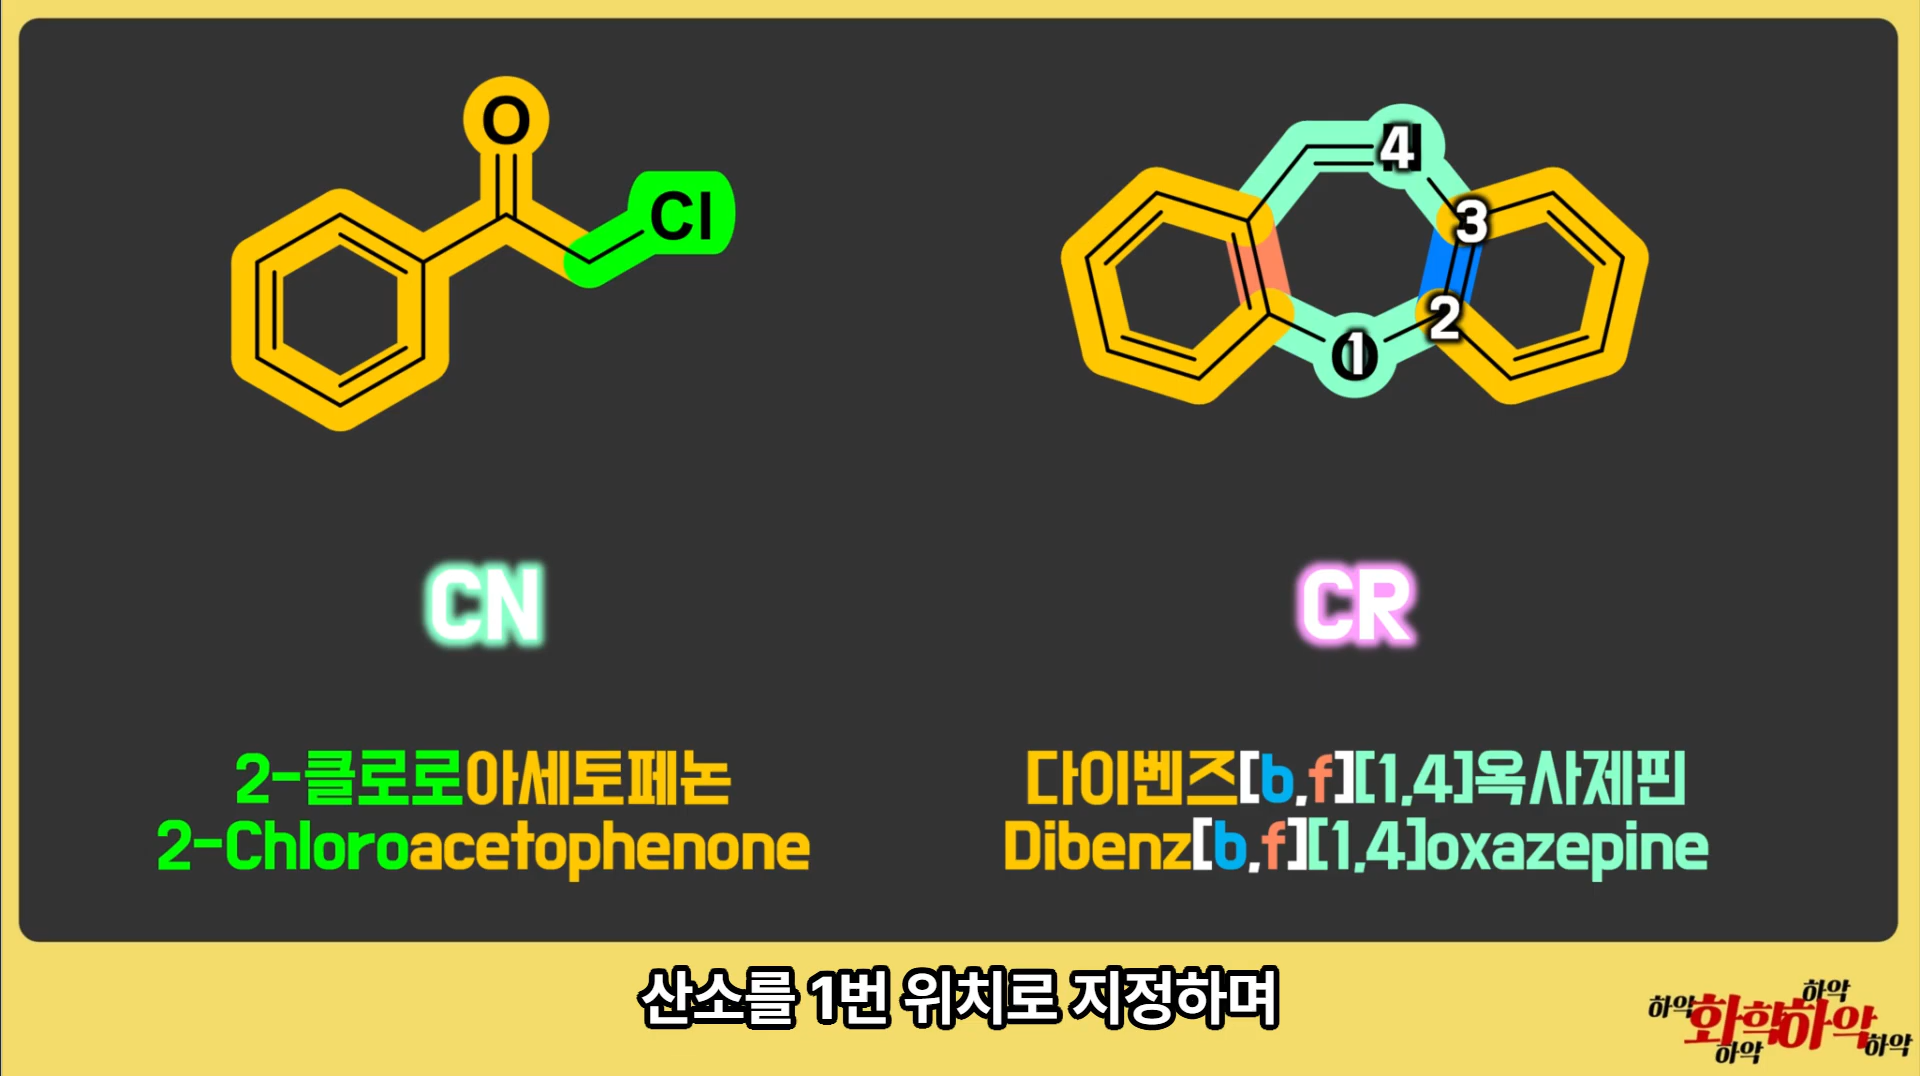 O
Cl
4
3
2
1
O
CN
CR
2-클로로아세토페논
2-Chloroacetophenone
다이벤즈[b,f][1,4]옥사제핀
Dibenz[b,f][1,4]oxazepine
산소를 1번 위치로 지정하며
하악
하악
화학하악
하악
하악